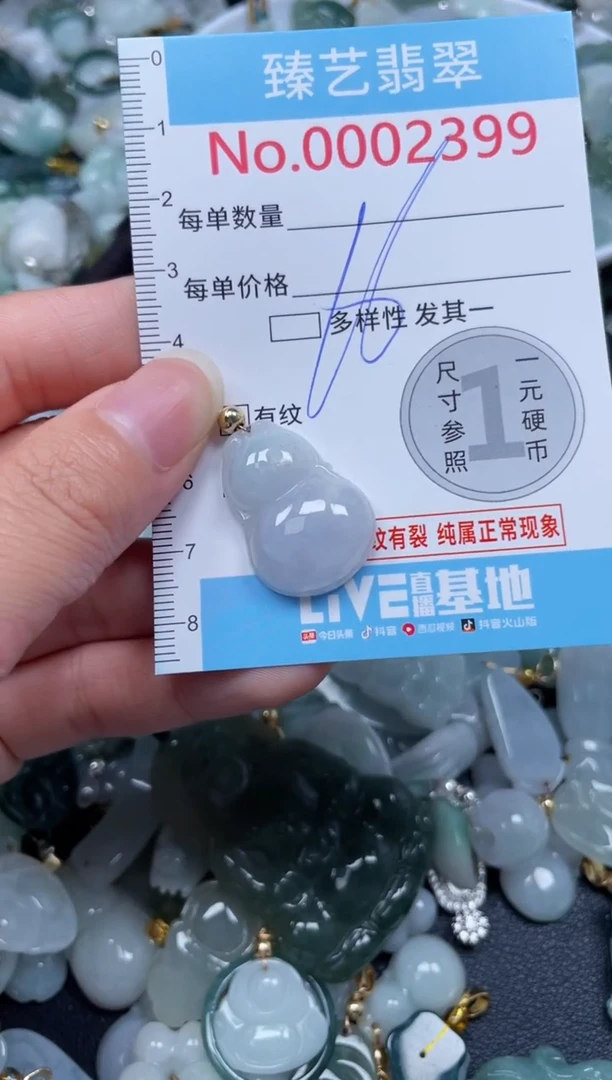 0
1
2
3
4
6
7
8
臻艺翡翠
No.0002399
每单数量
每单价格
多样性 发其一
有纹
尺寸参照
1
一元硬币
纹有裂 纯属正常现象
LIVE直播基地
头条 今日头条 抖音 西瓜视频 抖音火山版